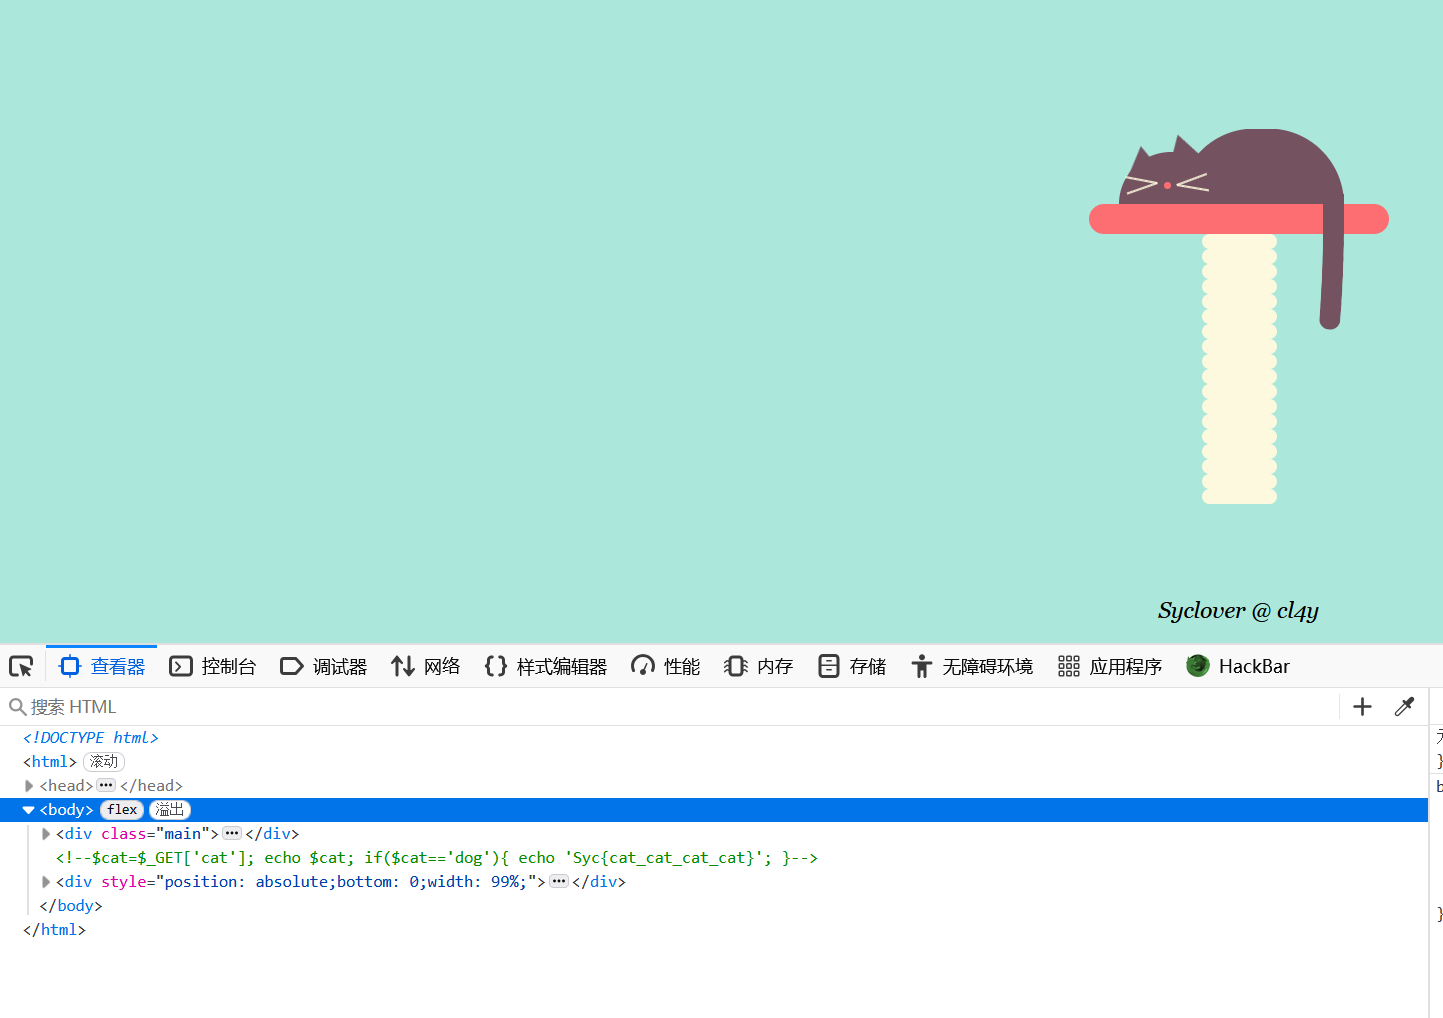 Syclover @ cl4y
查看器 控制台 调试器 网络 样式编辑器 性能 内存 存储 无障碍环境 应用程序 HackBar
搜索 HTML
<!DOCTYPE html>
<html> 滚动
<head> ••• </head>
<body> flex 溢出
<div class="main"> ••• </div>
<!--$cat=$_GET['cat']; echo $cat; if($cat=='dog'){ echo 'Syc{cat_cat_cat_cat}'; }-->
<div style="position: absolute;bottom: 0;width: 99%;"> ••• </div>
</body>
</html>
}
}